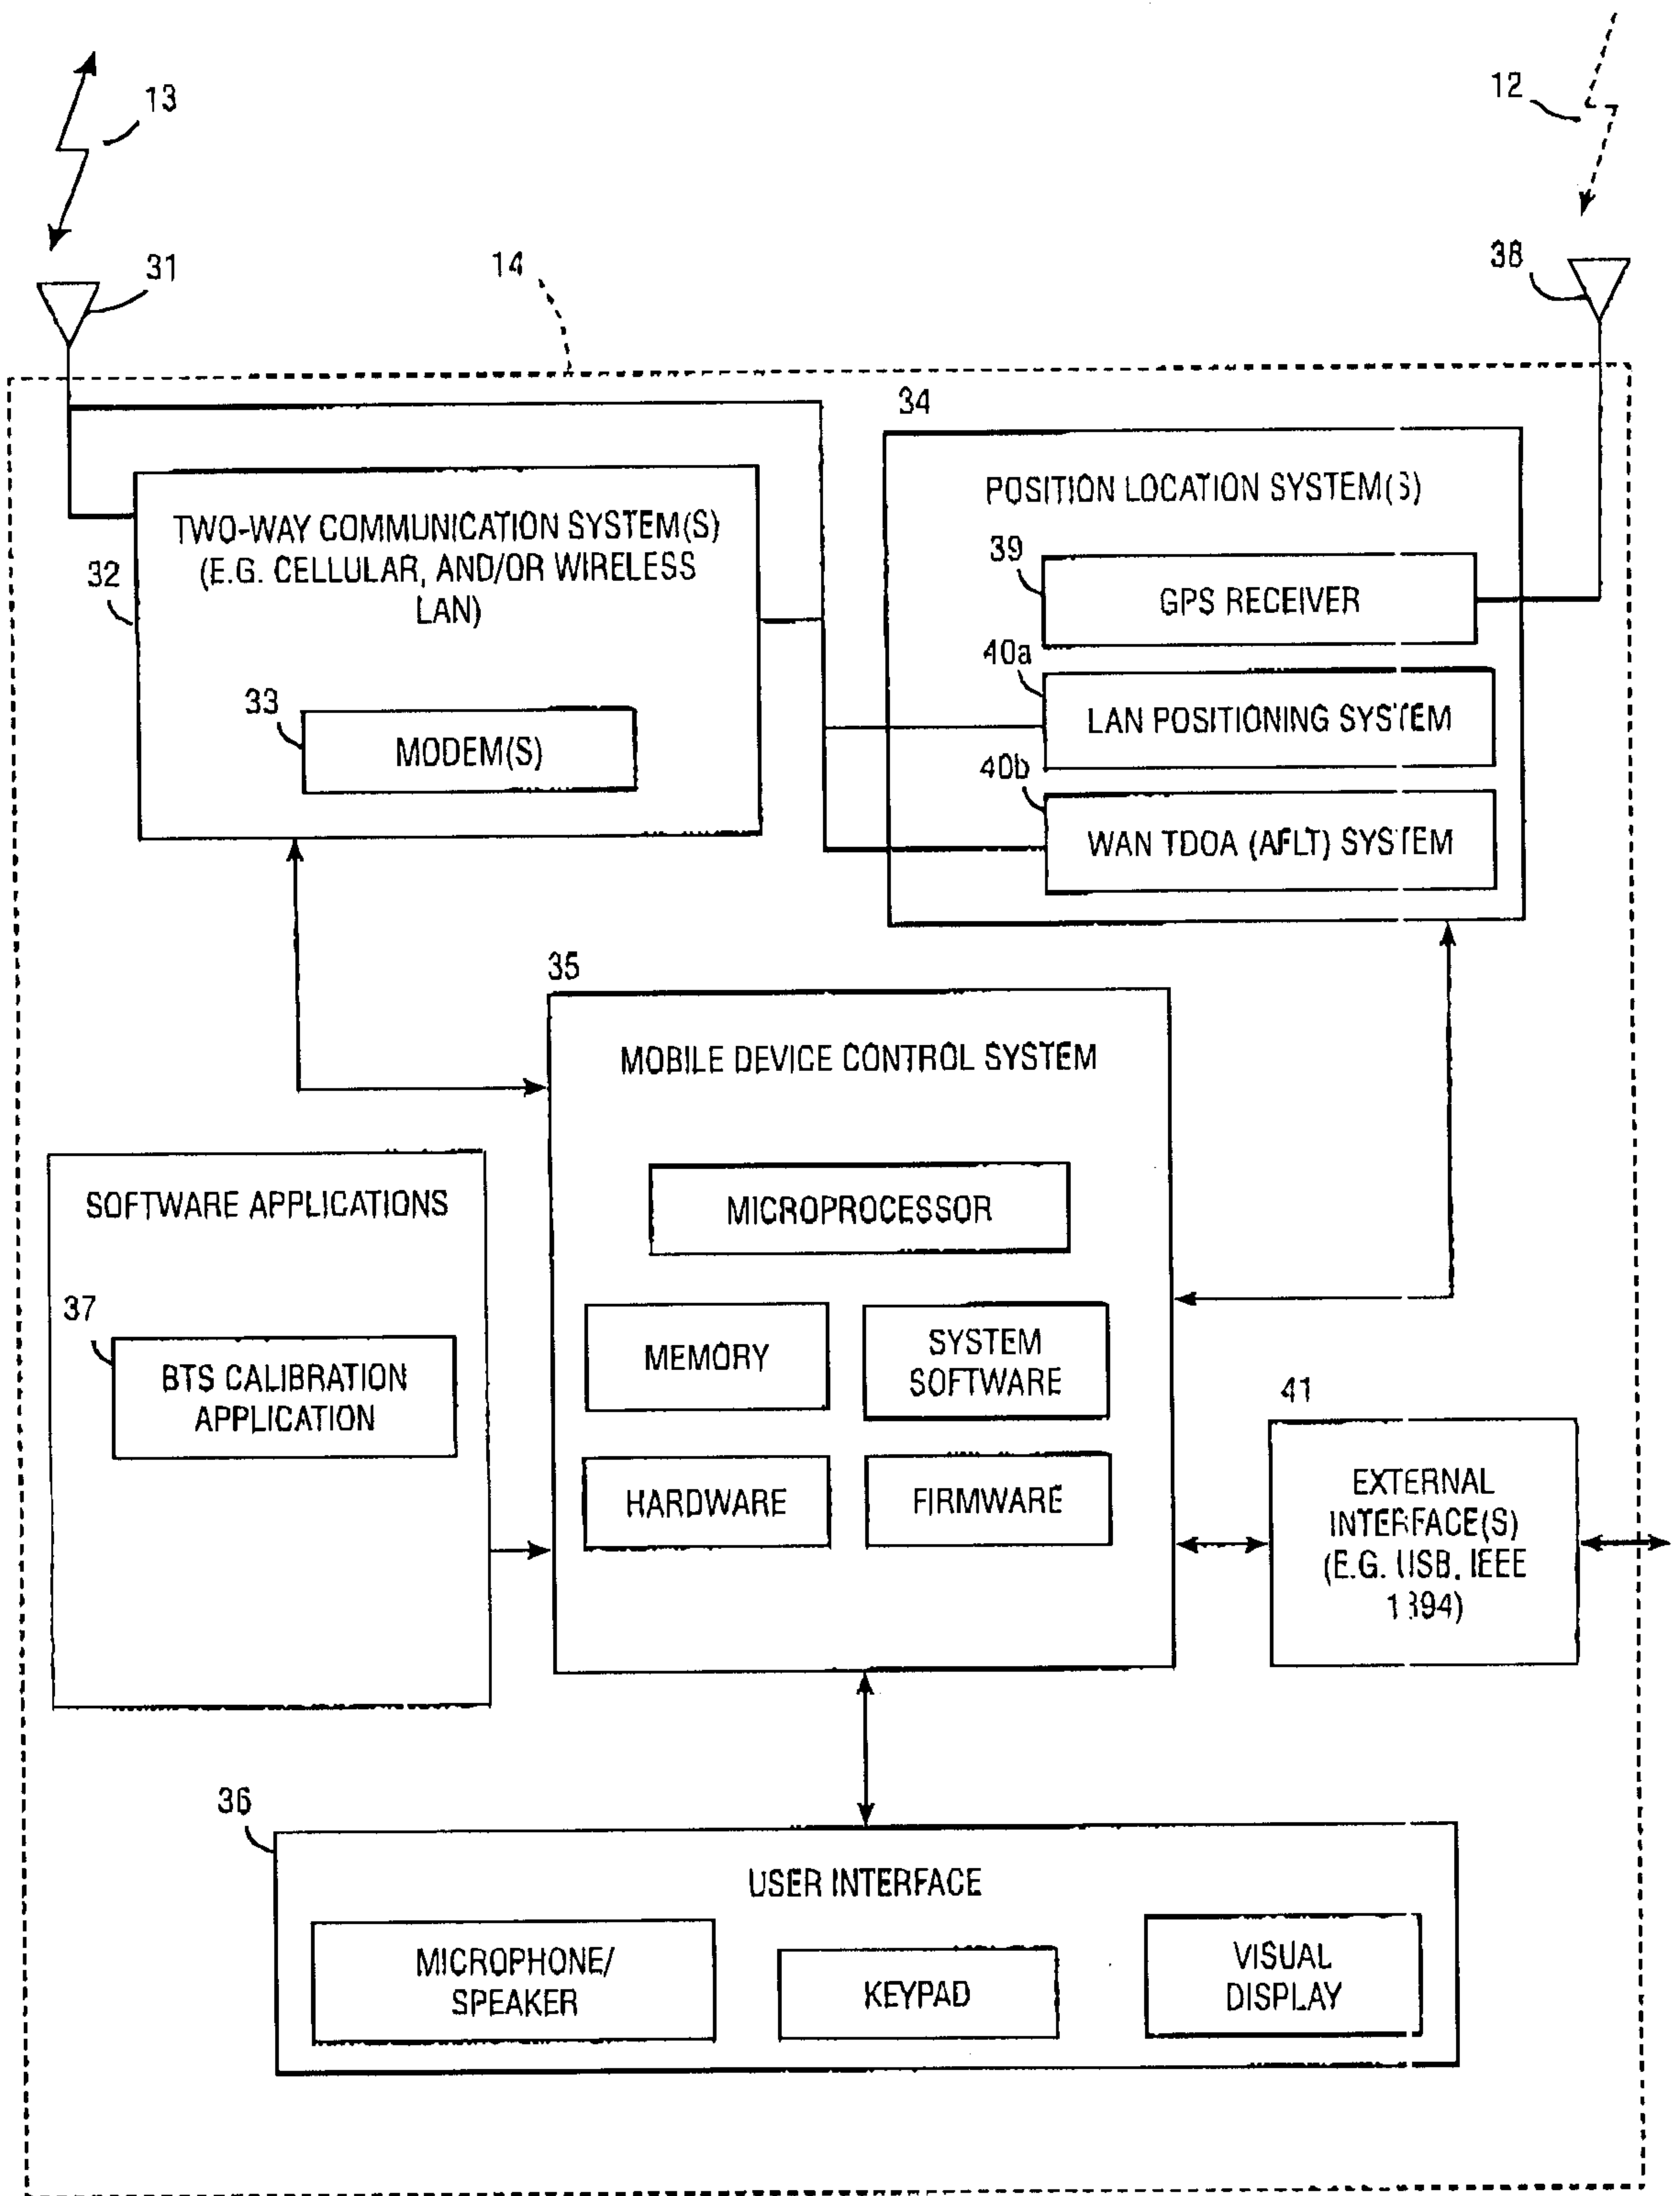 13
12
31
14
38
34
TWO-WAY COMMUNICATION SYSTEM(S)
(E.G. CELLULAR, AND/OR WIRELESS
LAN)
32
33
MODEM(S)
POSITION LOCATION SYSTEM(S)
39
GPS RECEIVER
40a
LAN POSITIONING SYSTEM
40b
WAN TDOA (AFLT) SYSTEM
35
MOBILE DEVICE CONTROL SYSTEM
MICROPROCESSOR
MEMORY
SYSTEM
SOFTWARE
HARDWARE
FIRMWARE
SOFTWARE APPLICATIONS
37
BTS CALIBRATION
APPLICATION
41
EXTERNAL
INTERFACE(S)
(E.G. USB, IEEE
1394)
36
USER INTERFACE
MICROPHONE/
SPEAKER
KEYPAD
VISUAL
DISPLAY